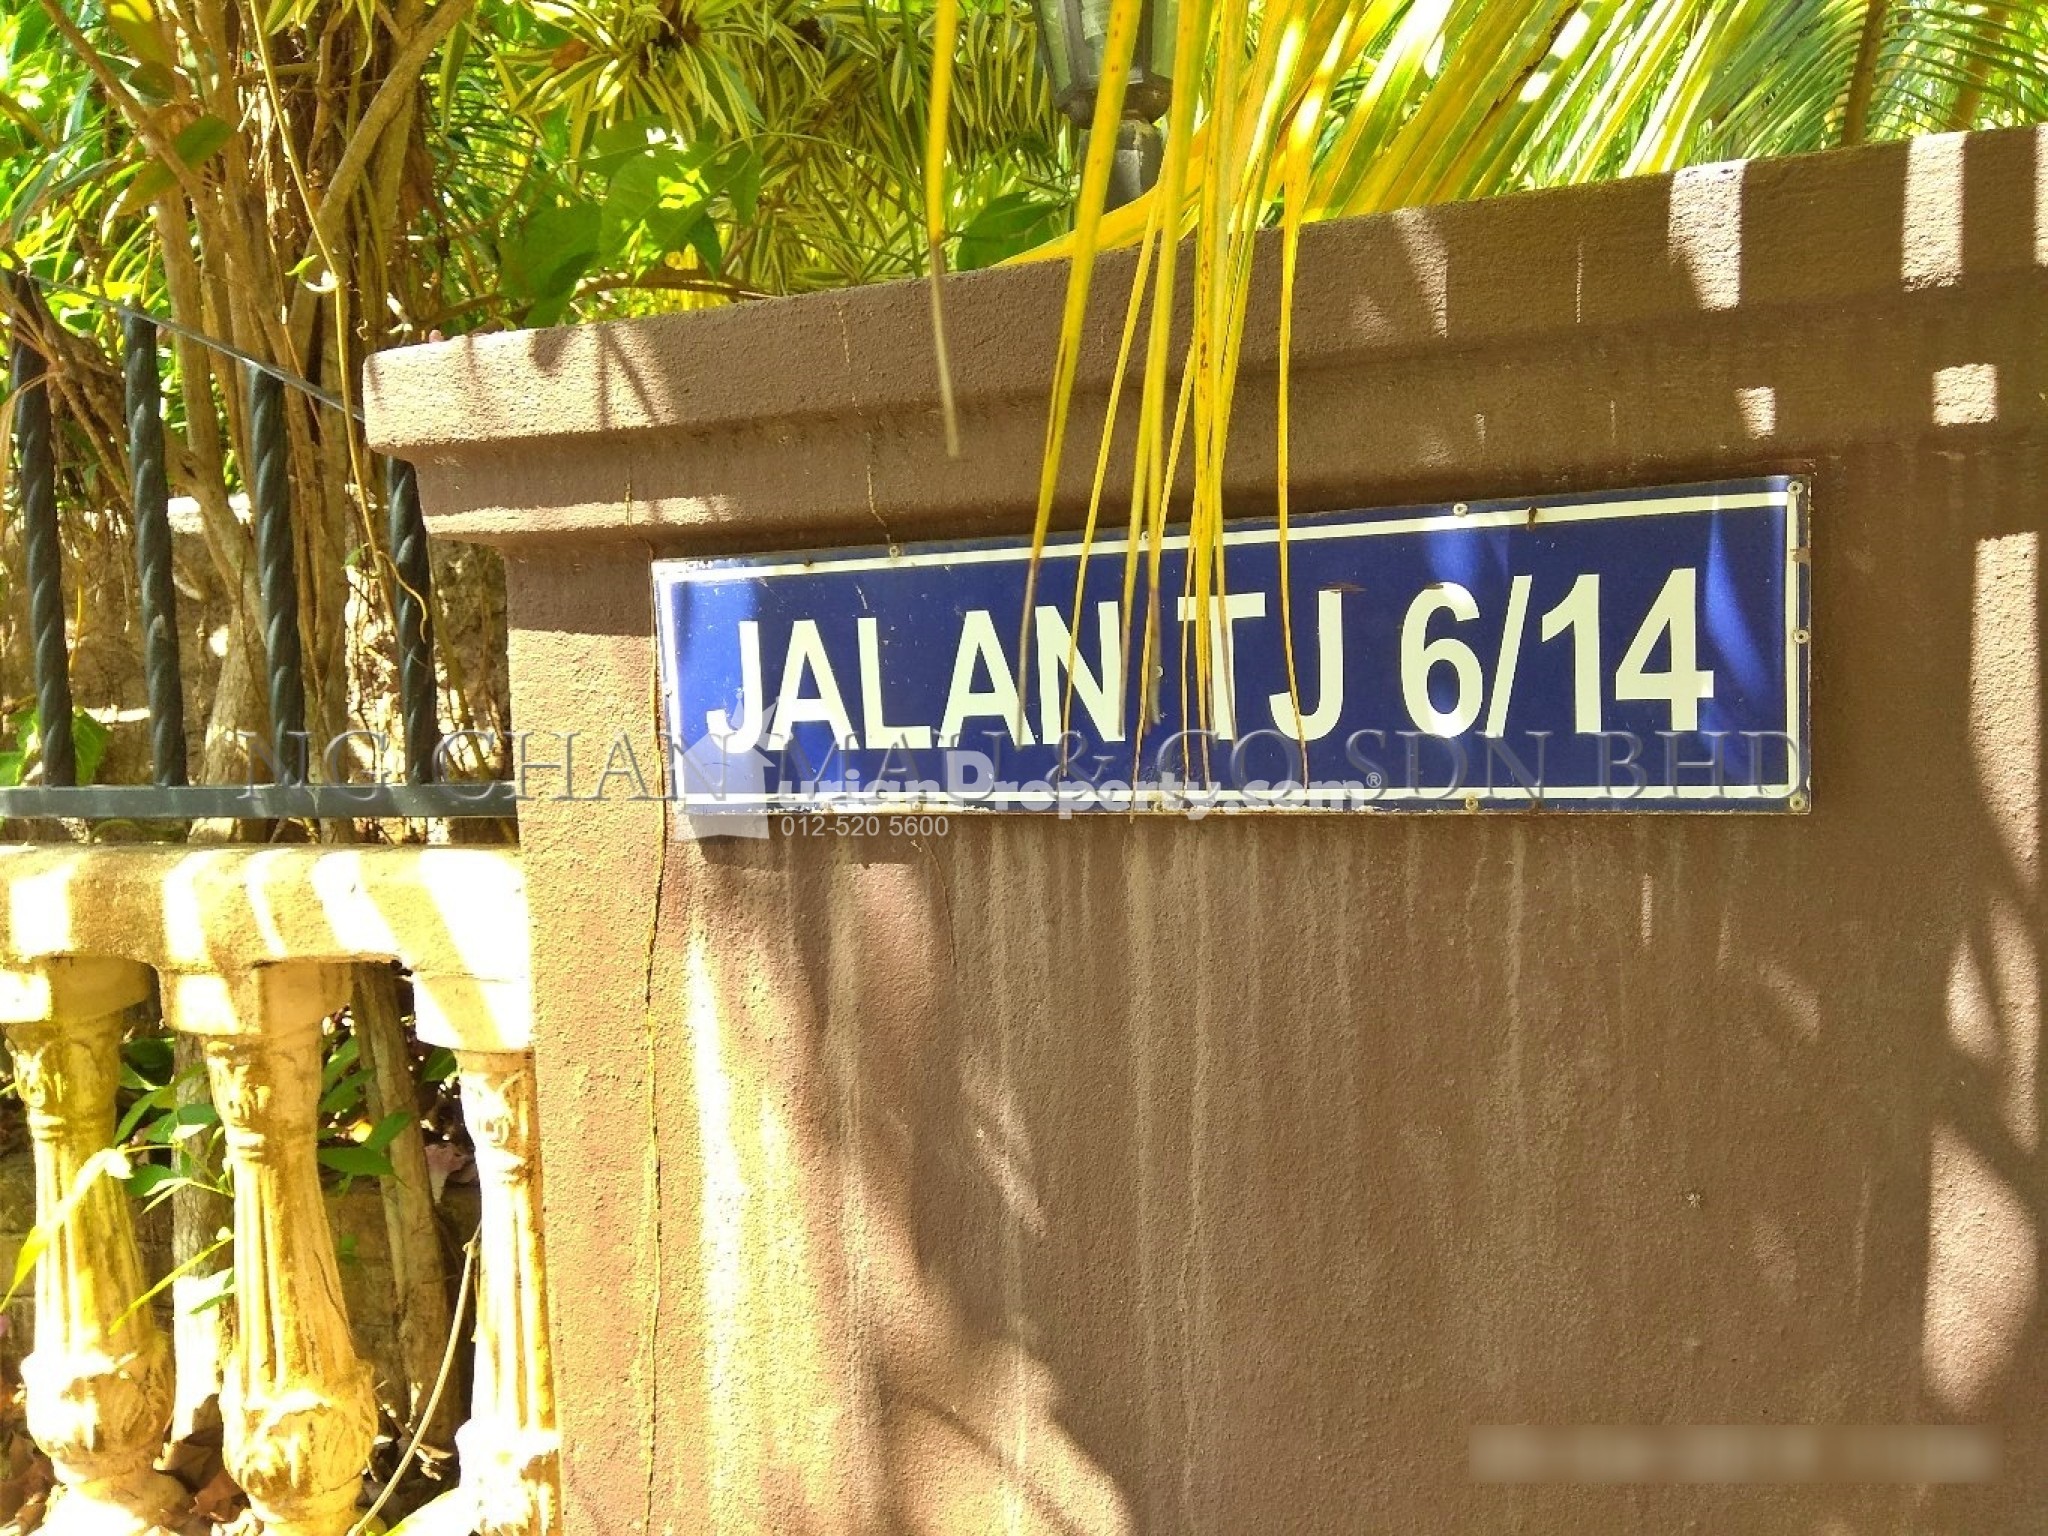 JALAN TJ 6/14
NG CHAN MAU & CO SDN BHD
DurianProperty.com®
012-520 5600